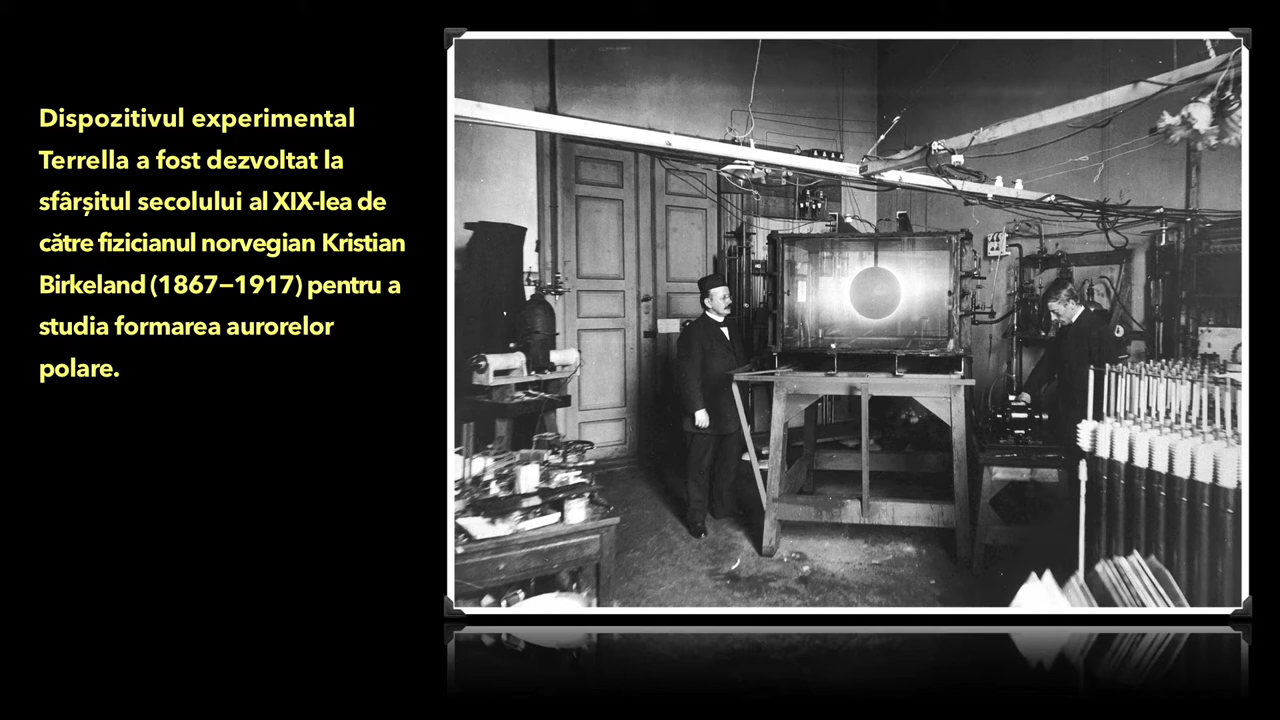 Dispozitivul experimental
Terrella a fost dezvoltat la
sfârșitul secolului al XIX-lea de
către fizicianul norvegian Kristian
Birkeland (1867–1917) pentru a
studia formarea aurorelor
polare.